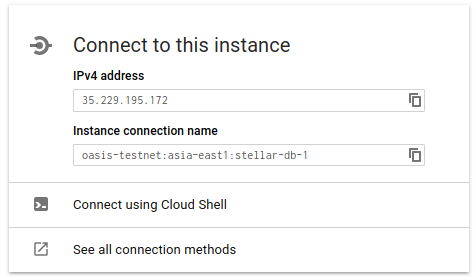 Connect to this instance
IPv4 address
35.229.195.172
Instance connection name
oasis-testnet:asia-east1:stellar-db-1
Connect using Cloud Shell
See all connection methods